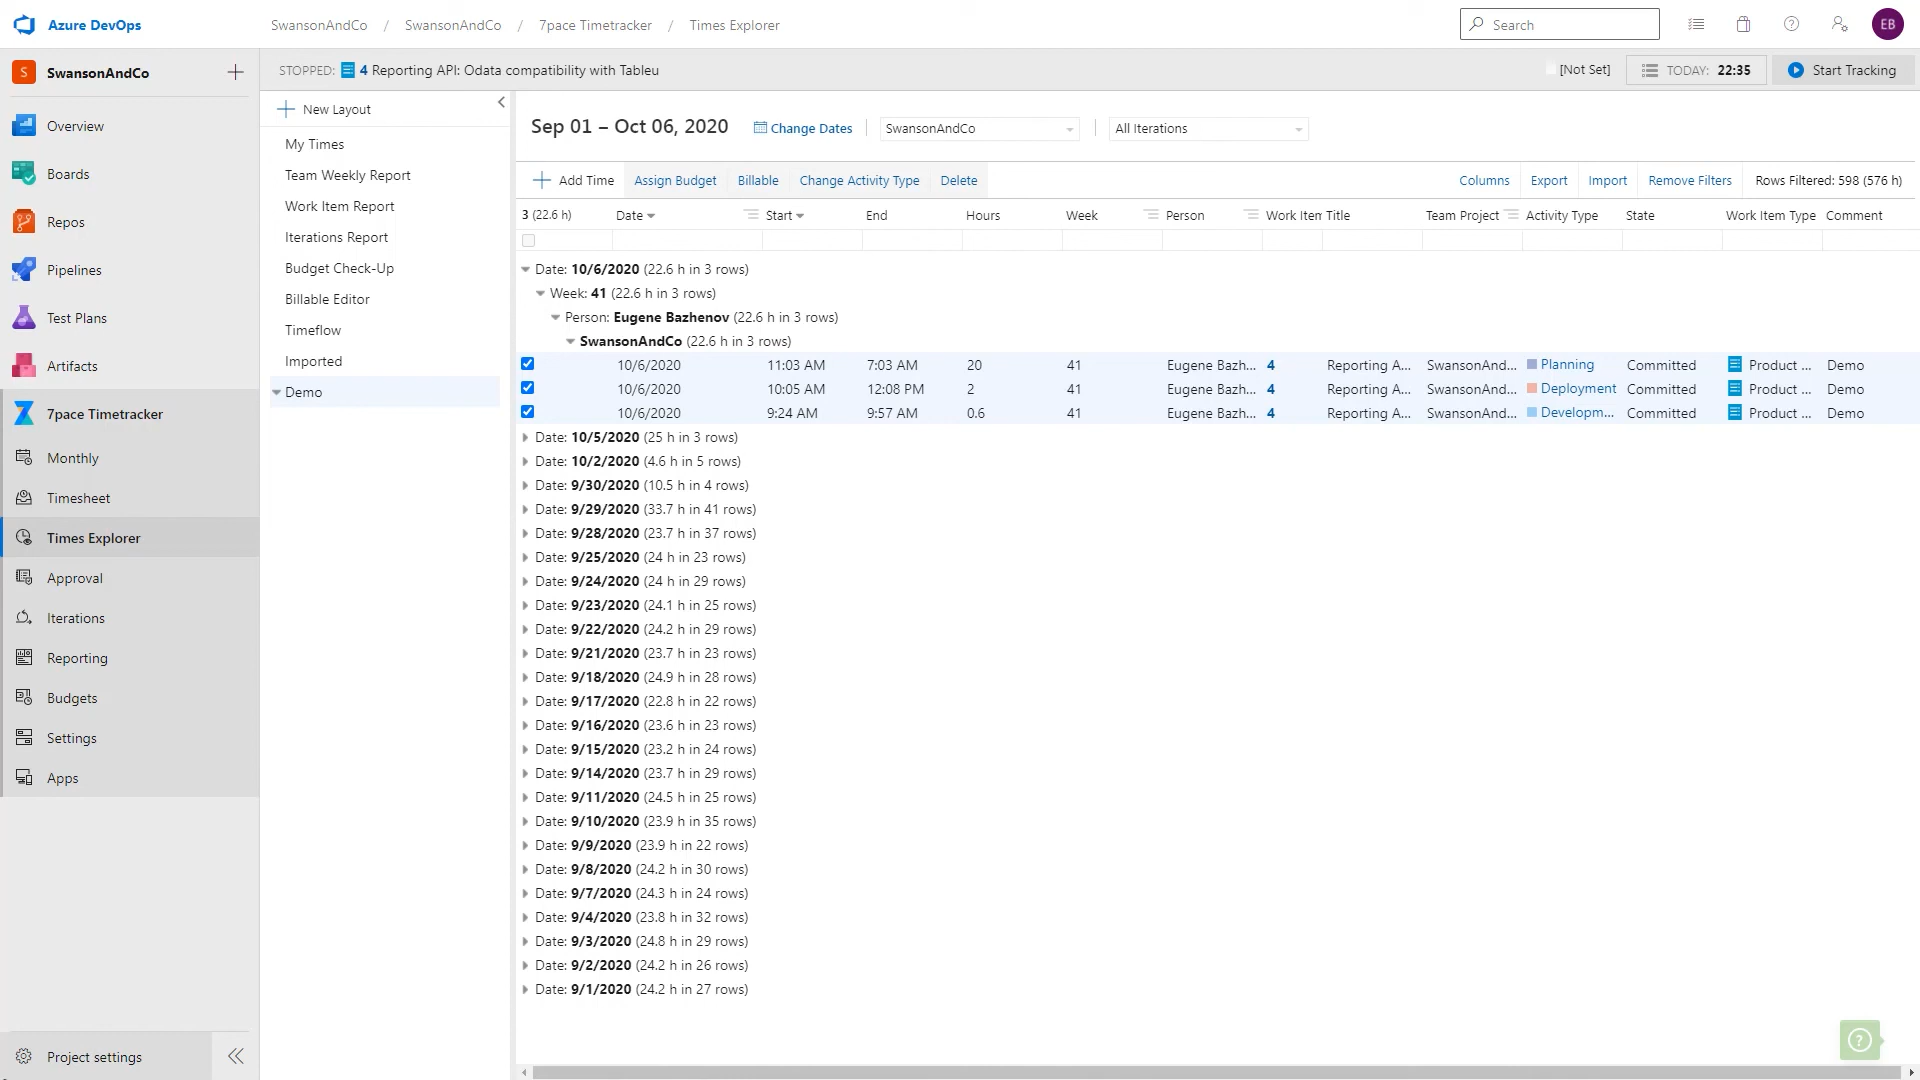 Azure DevOps
SwansonAndCo / SwansonAndCo / 7pace Timetracker / Times Explorer
Search
EB
S SwansonAndCo
Overview
Boards
Repos
Pipelines
Test Plans
Artifacts
7pace Timetracker
Monthly
Timesheet
Times Explorer
Approval
Iterations
Reporting
Budgets
Settings
Apps
Project settings
STOPPED: 4 Reporting API: Odata compatibility with Tableu
[Not Set]
TODAY: 22:35
Start Tracking
New Layout
My Times
Team Weekly Report
Work Item Report
Iterations Report
Budget Check-Up
Billable Editor
Timeflow
Imported
Demo
Sep 01 – Oct 06, 2020 Change Dates SwansonAndCo All Iterations
Add Time Assign Budget Billable Change Activity Type Delete Columns Export Import Remove Filters Rows Filtered: 598 (576 h)
3 (22.6 h) Date Start End Hours Week Person Work Iten Title Team Project Activity Type State Work Item Type Comment
Date: 10/6/2020 (22.6 h in 3 rows)
Week: 41 (22.6 h in 3 rows)
Person: Eugene Bazhenov (22.6 h in 3 rows)
SwansonAndCo (22.6 h in 3 rows)
10/6/2020 11:03 AM 7:03 AM 20 41 Eugene Bazh... 4 Reporting A... SwansonAnd... Planning Committed Product ... Demo
10/6/2020 10:05 AM 12:08 PM 2 41 Eugene Bazh... 4 Reporting A... SwansonAnd... Deployment Committed Product ... Demo
10/6/2020 9:24 AM 9:57 AM 0.6 41 Eugene Bazh... 4 Reporting A... SwansonAnd... Developm... Committed Product ... Demo
Date: 10/5/2020 (25 h in 3 rows)
Date: 10/2/2020 (4.6 h in 5 rows)
Date: 9/30/2020 (10.5 h in 4 rows)
Date: 9/29/2020 (33.7 h in 41 rows)
Date: 9/28/2020 (23.7 h in 37 rows)
Date: 9/25/2020 (24 h in 23 rows)
Date: 9/24/2020 (24 h in 29 rows)
Date: 9/23/2020 (24.1 h in 25 rows)
Date: 9/22/2020 (24.2 h in 29 rows)
Date: 9/21/2020 (23.7 h in 23 rows)
Date: 9/18/2020 (24.9 h in 28 rows)
Date: 9/17/2020 (22.8 h in 22 rows)
Date: 9/16/2020 (23.6 h in 23 rows)
Date: 9/15/2020 (23.2 h in 24 rows)
Date: 9/14/2020 (23.7 h in 29 rows)
Date: 9/11/2020 (24.5 h in 25 rows)
Date: 9/10/2020 (23.9 h in 35 rows)
Date: 9/9/2020 (23.9 h in 22 rows)
Date: 9/8/2020 (24.2 h in 30 rows)
Date: 9/7/2020 (24.3 h in 24 rows)
Date: 9/4/2020 (23.8 h in 32 rows)
Date: 9/3/2020 (24.8 h in 29 rows)
Date: 9/2/2020 (24.2 h in 26 rows)
Date: 9/1/2020 (24.2 h in 27 rows)